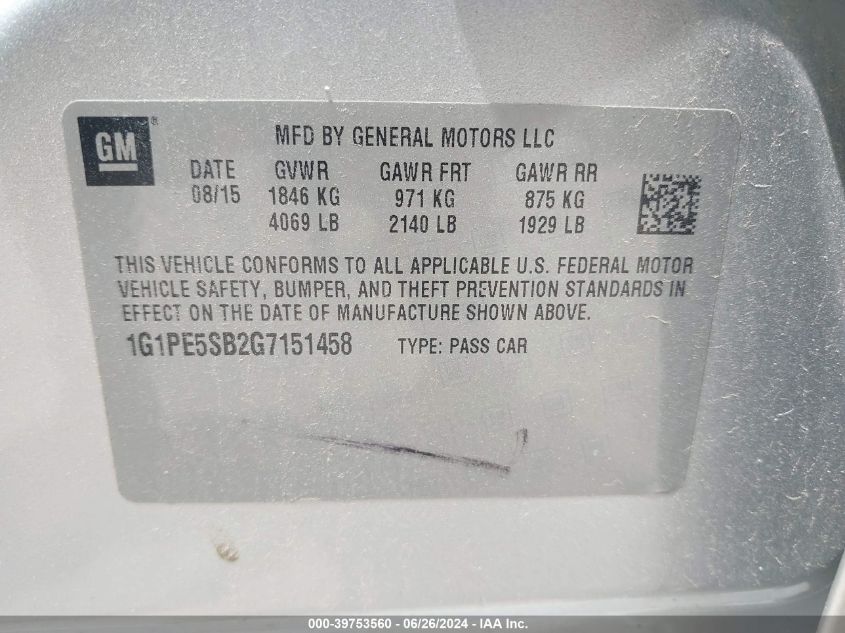 GM®
MFD BY GENERAL MOTORS LLC
DATE GVWR GAWR FRT GAWR RR
08/15 1846 KG 971 KG 875 KG
4069 LB 2140 LB 1929 LB
THIS VEHICLE CONFORMS TO ALL APPLICABLE U.S. FEDERAL MOTOR
VEHICLE SAFETY, BUMPER, AND THEFT PREVENTION STANDARDS IN
EFFECT ON THE DATE OF MANUFACTURE SHOWN ABOVE.
1G1PE5SB2G7151458 TYPE: PASS CAR
000-39753560 - 06/26/2024 - IAA Inc.